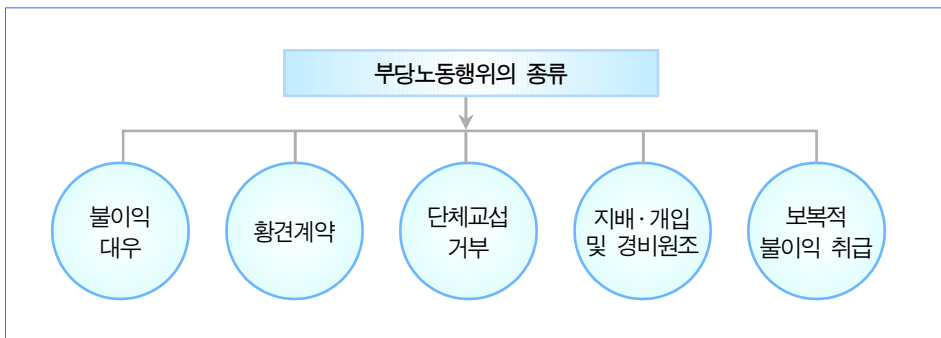 부당노동행위의 종류
불이익
대우
황견계약
단체교섭
거부
지배·개입
및 경비원조
보복적
불이익 취급